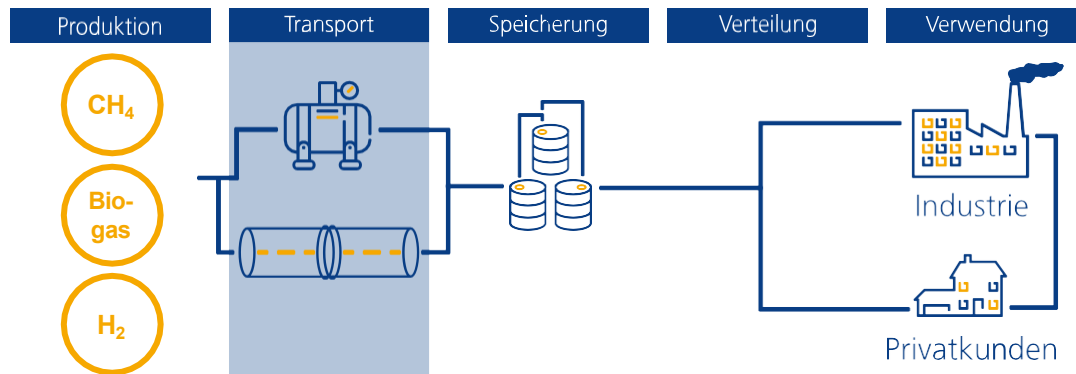 Produktion
Transport
Speicherung
Verteilung
Verwendung
CH₄
Bio-
gas
H₂
Industrie
Privatkunden